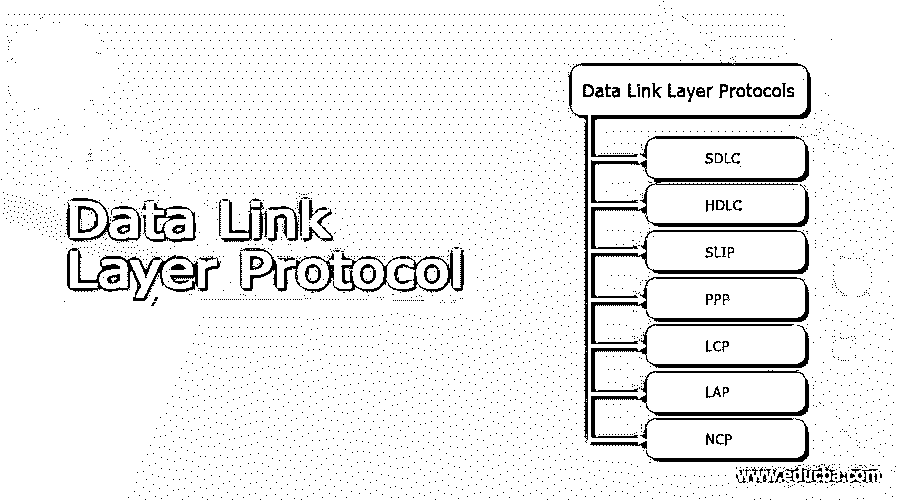 Data Link
Layer Protocol
Data Link Layer Protocols
SDLC
HDLC
SLIP
PPP
LCP
LAP
NCP
www.educba.com